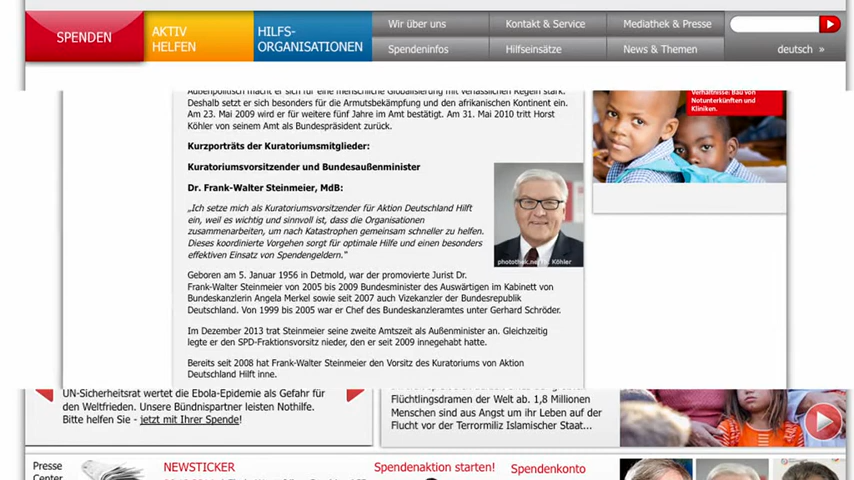 SPENDEN
AKTIV
HELFEN
HILFS-
ORGANISATIONEN
Wir über uns
Kontakt & Service
Mediathek & Presse
Spendeninfos
Hilfseinsätze
News & Themen
deutsch »
Außenpolitisch macht er sich für eine menschliche Globalisierung mit verlässlichen Regeln stark.
Deshalb setzt er sich besonders für die Armutsbekämpfung und den afrikanischen Kontinent ein.
Am 23. Mai 2009 wird er für weitere fünf Jahre im Amt bestätigt. Am 31. Mai 2010 tritt Horst
Köhler von seinem Amt als Bundespräsident zurück.
Kurzporträts der Kuratoriumsmitglieder:
Kuratoriumsvorsitzender und Bundesaußenminister
Dr. Frank-Walter Steinmeier, MdB:
„Ich setze mich als Kuratoriumsvorsitzender für Aktion Deutschland Hilft
ein, weil es wichtig und sinnvoll ist, dass die Organisationen
zusammenarbeiten, um nach Katastrophen gemeinsam schneller zu helfen.
Dieses koordinierte Vorgehen sorgt für optimale Hilfe und einen besonders
effektiven Einsatz von Spendengeldern."
photothek.net/Th. Köhler
Geboren am 5. Januar 1956 in Detmold, war der promovierte Jurist Dr.
Frank-Walter Steinmeier von 2005 bis 2009 Bundesminister des Auswärtigen im Kabinett von
Bundeskanzlerin Angela Merkel sowie seit 2007 auch Vizekanzler der Bundesrepublik
Deutschland. Von 1999 bis 2005 war er Chef des Bundeskanzleramtes unter Gerhard Schröder.
Im Dezember 2013 trat Steinmeier seine zweite Amtszeit als Außenminister an. Gleichzeitig
legte er den SPD-Fraktionsvorsitz nieder, den er seit 2009 innegehabt hatte.
Bereits seit 2008 hat Frank-Walter Steinmeier den Vorsitz des Kuratoriums von Aktion
Deutschland Hilft inne.
Verhältnisse: Bau von
Notunterkünften und
Kliniken.
UN-Sicherheitsrat wertet die Ebola-Epidemie als Gefahr für
den Weltfrieden. Unsere Bündnispartner leisten Nothilfe.
Bitte helfen Sie - jetzt mit Ihrer Spende!
Flüchtlingsdramen der Welt ab. 1,8 Millionen
Menschen sind aus Angst um ihr Leben auf der
Flucht vor der Terrormiliz Islamischer Staat...
Presse
Center
NEWSTICKER
Spendenaktion starten!
Spendenkonto